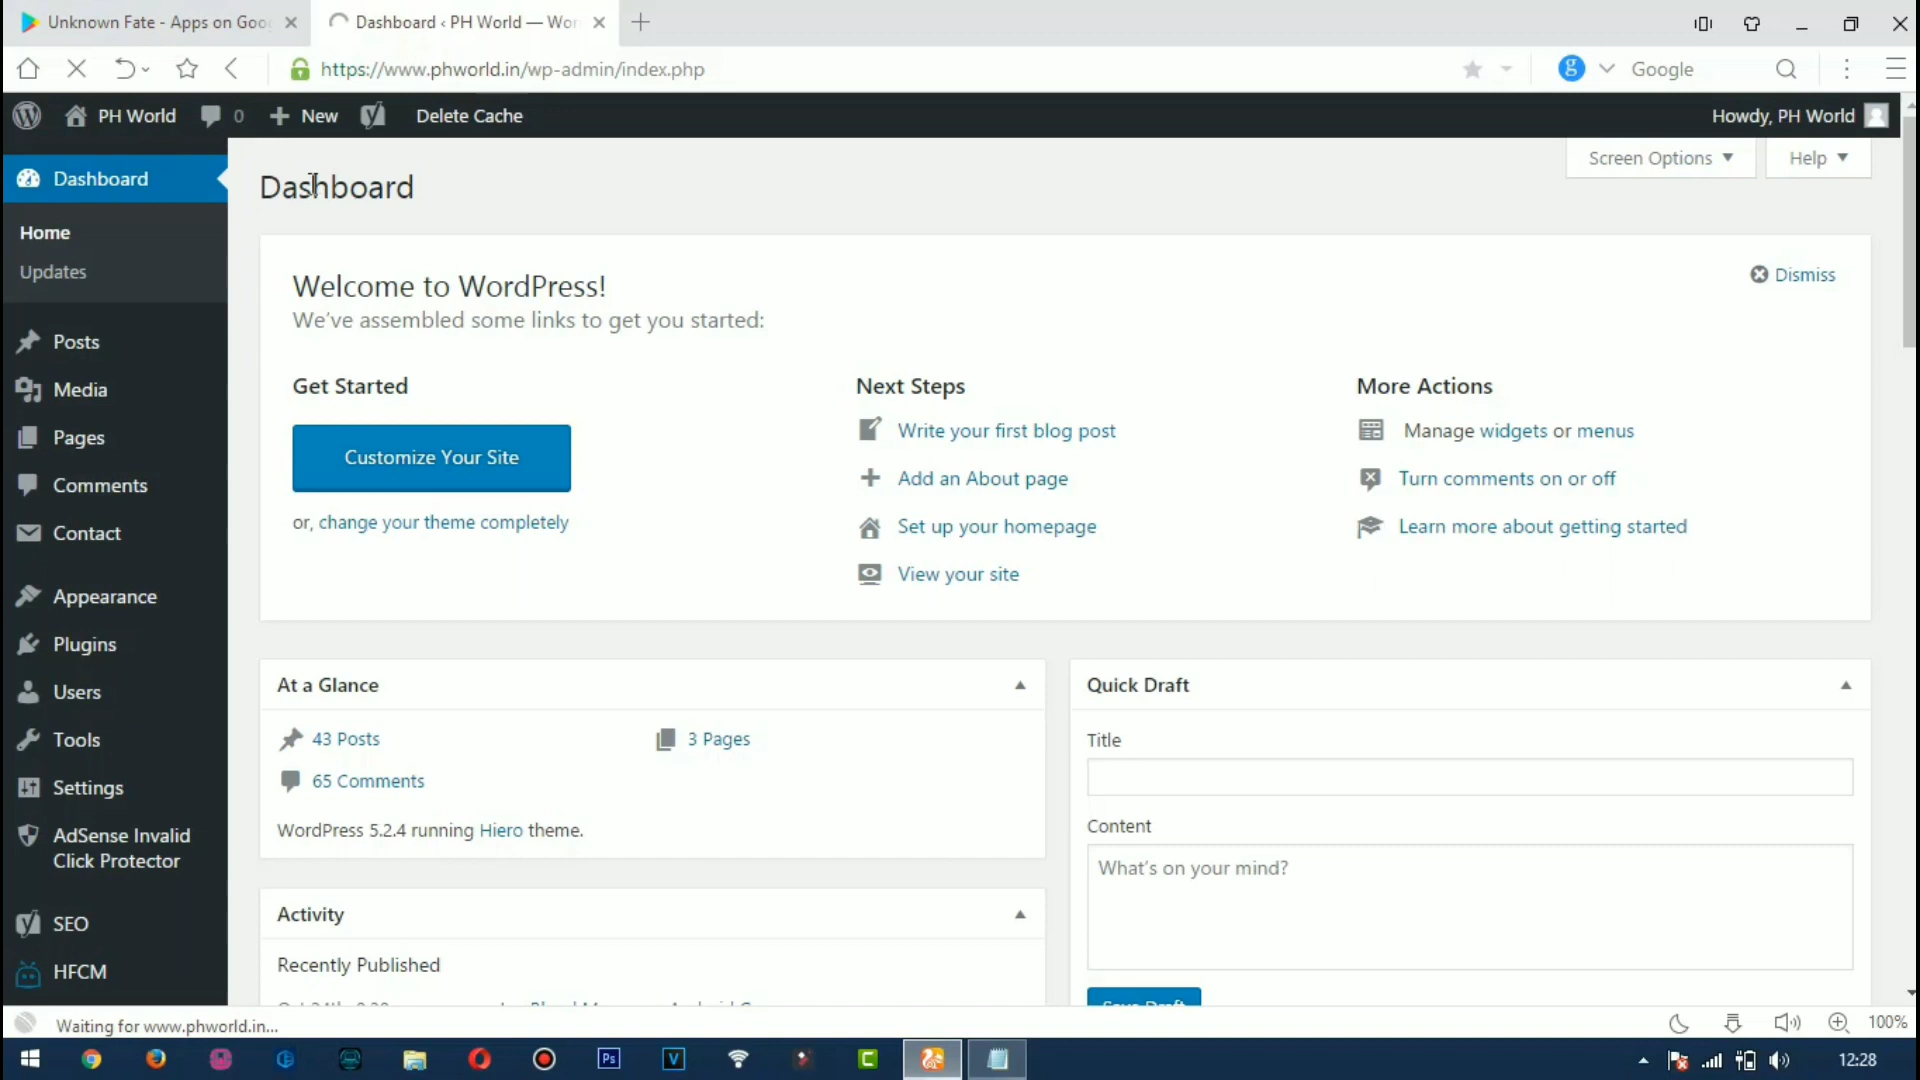 Unknown Fate - Apps on Goo
Dashboard ‹ PH World — Wor
https://www.phworld.in/wp-admin/index.php
Google
PH World
0
New
Delete Cache
Howdy, PH World
Dashboard
Home
Updates
Posts
Media
Pages
Comments
Contact
Appearance
Plugins
Users
Tools
Settings
AdSense Invalid
Click Protector
SEO
HFCM
Screen Options
Help
Dashboard
Welcome to WordPress!
We've assembled some links to get you started:
Dismiss
Get Started
Customize Your Site
or, change your theme completely
Next Steps
Write your first blog post
Add an About page
Set up your homepage
View your site
More Actions
Manage widgets or menus
Turn comments on or off
Learn more about getting started
At a Glance
43 Posts
3 Pages
65 Comments
WordPress 5.2.4 running Hiero theme.
Activity
Recently Published
Quick Draft
Title
Content
What's on your mind?
Save Draft
Waiting for www.phworld.in...
100%
Ps
V
C
12:28